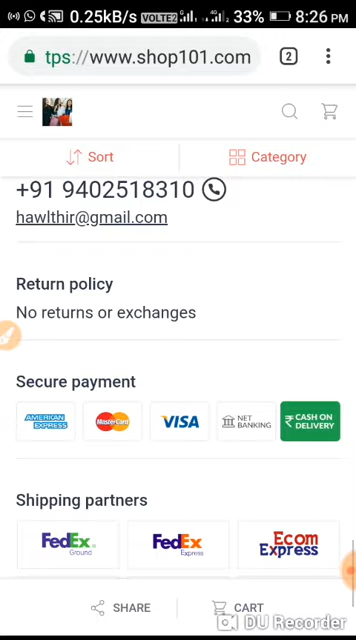 0.25kB/s VOLTE2 G 4G 2 33% 8:26 PM
tps://www.shop101.com 2
Sort Category
+91 9402518310
hawlthir@gmail.com
Return policy
No returns or exchanges
Secure payment
AMERICAN EXPRESS MasterCard VISA NET BANKING ₹ CASH ON DELIVERY
Shipping partners
FedEx Ground FedEx Express Ecom Express
SHARE CART
DU Recorder